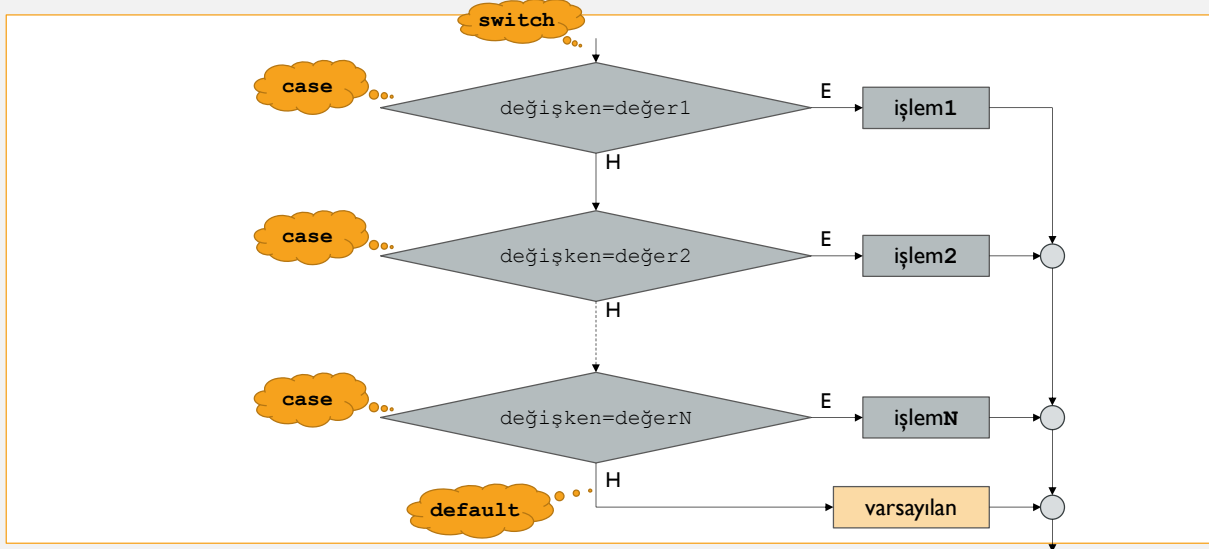 switch
case
değişken=değer1
E
işlem1
H
case
değişken=değer2
E
işlem2
H
case
değişken=değerN
E
işlemN
H
default
varsayılan